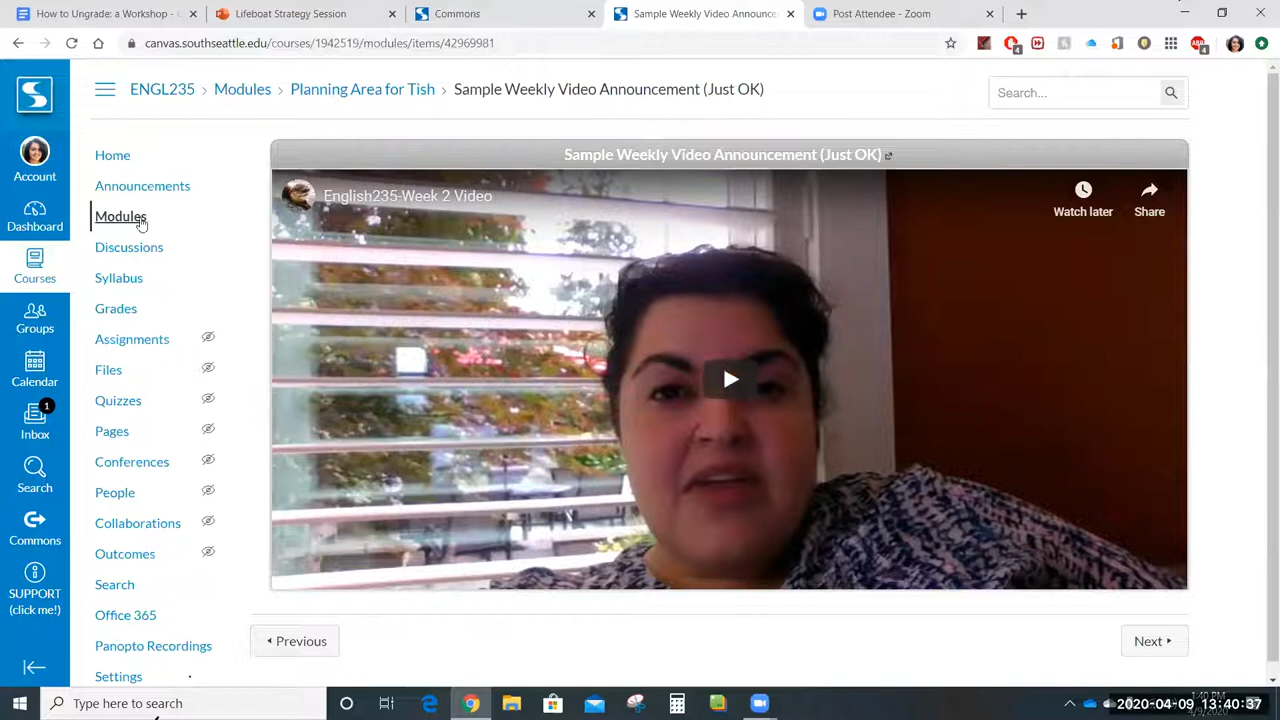 How to Ungrade: a Workshop - G
Lifeboat Strategy Session
Commons
Sample Weekly Video Announce
Post Attendee - Zoom
canvas.southseattle.edu/courses/1942519/modules/items/42969981
ENGL235 › Modules › Planning Area for Tish › Sample Weekly Video Announcement (Just OK)
Search...
Account
Dashboard
Courses
Groups
Calendar
1
Inbox
Search
Commons
SUPPORT
(click me!)
Home
Announcements
Modules
Discussions
Syllabus
Grades
Assignments
Files
Quizzes
Pages
Conferences
People
Collaborations
Outcomes
Search
Office 365
Panopto Recordings
Settings
Sample Weekly Video Announcement (Just OK)
English235-Week 2 Video
Watch later
Share
Previous
Next
Type here to search
1:40 PM
2020-04-09 13:40:37